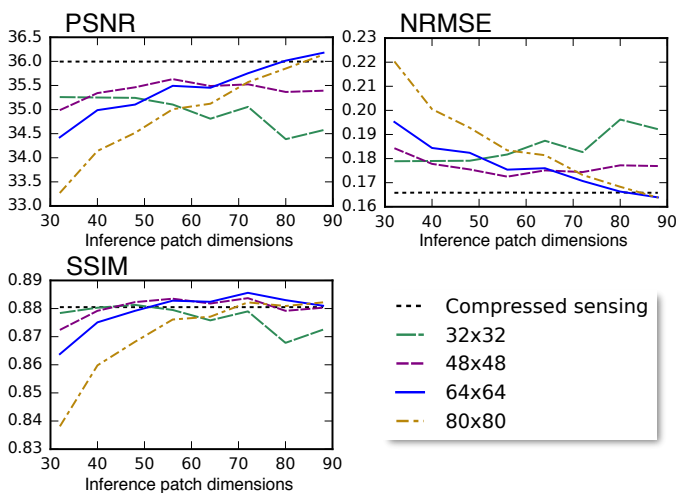 PSNR
36.5
36.0
35.5
35.0
34.5
34.0
33.5
33.0
30 40 50 60 70 80 90
Inference patch dimensions
NRMSE
0.23
0.22
0.21
0.20
0.19
0.18
0.17
0.16
30 40 50 60 70 80 90
Inference patch dimensions
SSIM
0.89
0.88
0.87
0.86
0.85
0.84
0.83
30 40 50 60 70 80 90
Inference patch dimensions
Compressed sensing
32x32
48x48
64x64
80x80